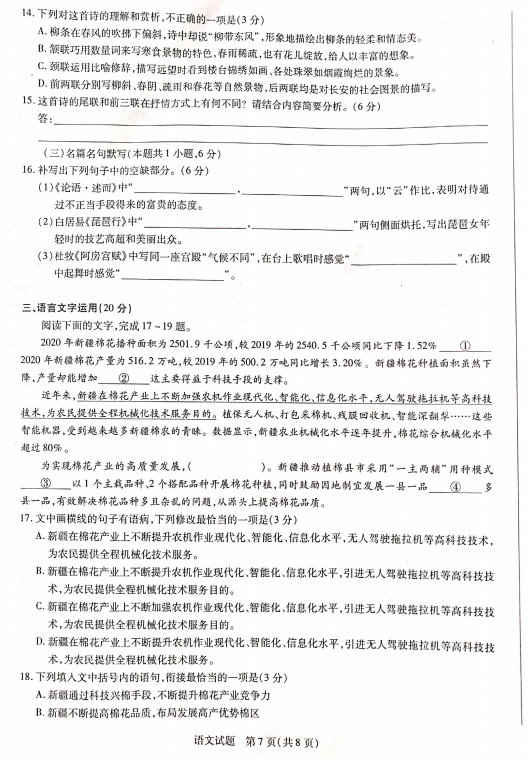 14. 下列对这首诗的理解和赏析,不正确的一项是(3分)
A. 柳条在春风的吹拂下偏斜,诗中却说“柳带东风”,形象地描绘出柳条的轻柔和情态美。
B. 颔联巧用数量词来写寒食景物的特色,春雨稀疏,也有花儿绽放,给人以丰富的想象。
C. 颈联运用比喻修辞,描写远望时看到楼台锦绣如画、各处珠翠如烟霞绚烂的景象。
D. 前两联分别写柳斜、春阴、疏雨和春花等自然景物,后两联均是对长安的社会图景的描写。
15. 这首诗的尾联和前三联在抒情方式上有何不同?请结合内容简要分析。(6分)
答:
(三)名篇名句默写(本题共1小题,6分)
16. 补写出下列句子中的空缺部分。(6分)
(1)《论语·述而》中“____,____”两句,以“云”作比,表明对待通
过不正当手段得来的富贵的态度。
(2)白居易《琵琶行》中“____,____”两句侧面烘托,写出琵琶女年
轻时的技艺高超和美丽出众。
(3)杜牧《阿房宫赋》中写同一座宫殿“气候不同”,在台上歌唱时感觉“____”,在殿
中起舞时感觉“____”。
三、语言文字运用(20分)
阅读下面的文字,完成17~19题。
2020年新疆棉花播种面积为2501.9千公顷,较2019年的2540.5千公顷同比下降1.52% ①
2020年新疆棉花产量为516.2万吨,较2019年的500.2万吨同比增长3.20%。新疆棉花种植面积虽然下
降,产量却能增加 ② 这主要得益于科技手段的支撑。
近年来,新疆在棉花产业上不断加强农机作业现代化、智能化、信息化水平,无人驾驶拖拉机等高科技
技术,为农民提供全程机械化技术服务目的。植保无人机、打包采棉机、残膜回收机、智能深翻犁……这些
智能机器,受到越来越多新疆棉农的青睐。数据显示,新疆农业机械化水平逐年提升,棉花综合机械化水平
超过80%。
为实现棉花产业的高质量发展,( )。新疆推动植棉县市采用“一主两辅”用种模式
③ 以1个主栽品种,2个搭配品种开展棉花种植,同时鼓励因地制宜发展一县一品 ④ 多
县一品,有效解决棉花品种多且杂乱的问题,从源头上提高棉花品质。
17. 文中画横线的句子有语病,下列修改最恰当的一项是(3分)
A. 新疆在棉花产业上不断提升农机作业现代化、智能化、信息化水平,无人驾驶拖拉机等高科技技术,
为农民提供全程机械化技术服务。
B. 新疆在棉花产业上不断提升农机作业现代化、智能化、信息化水平,引进无人驾驶拖拉机等高科技技
术,为农民提供全程机械化技术服务目的。
C. 新疆在棉花产业上不断加强农机作业现代化、智能化、信息化水平,引进无人驾驶拖拉机等高科技技
术,为农民提供全程机械化技术服务目的。
D. 新疆在棉花产业上不断提升农机作业现代化、智能化、信息化水平,引进无人驾驶拖拉机等高科技技
术,为农民提供全程机械化技术服务。
18. 下列填入文中括号内的语句,衔接最恰当的一项是(3分)
A. 新疆通过科技兴棉手段,不断提升棉花产业竞争力
B. 新疆不断提高棉花品质,布局发展高产优势棉区
语文试题 第7页(共8页)